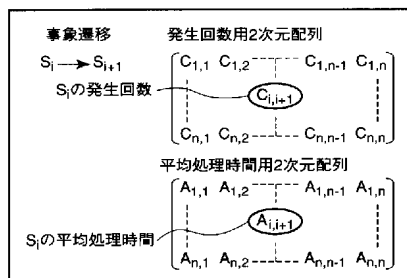 事象遷移
発生回数用2次元配列
Si → Si+1
C1,1 C1,2 C1,n-1 C1,n
Siの発生回数
Ci,i+1
Cn,1 Cn,2 Cn,n-1 Cn,n
平均処理時間用2次元配列
A1,1 A1,2 A1,n-1 A1,n
Ai,i+1
Siの平均処理時間
An,1 An,2 An,n-1 An,n